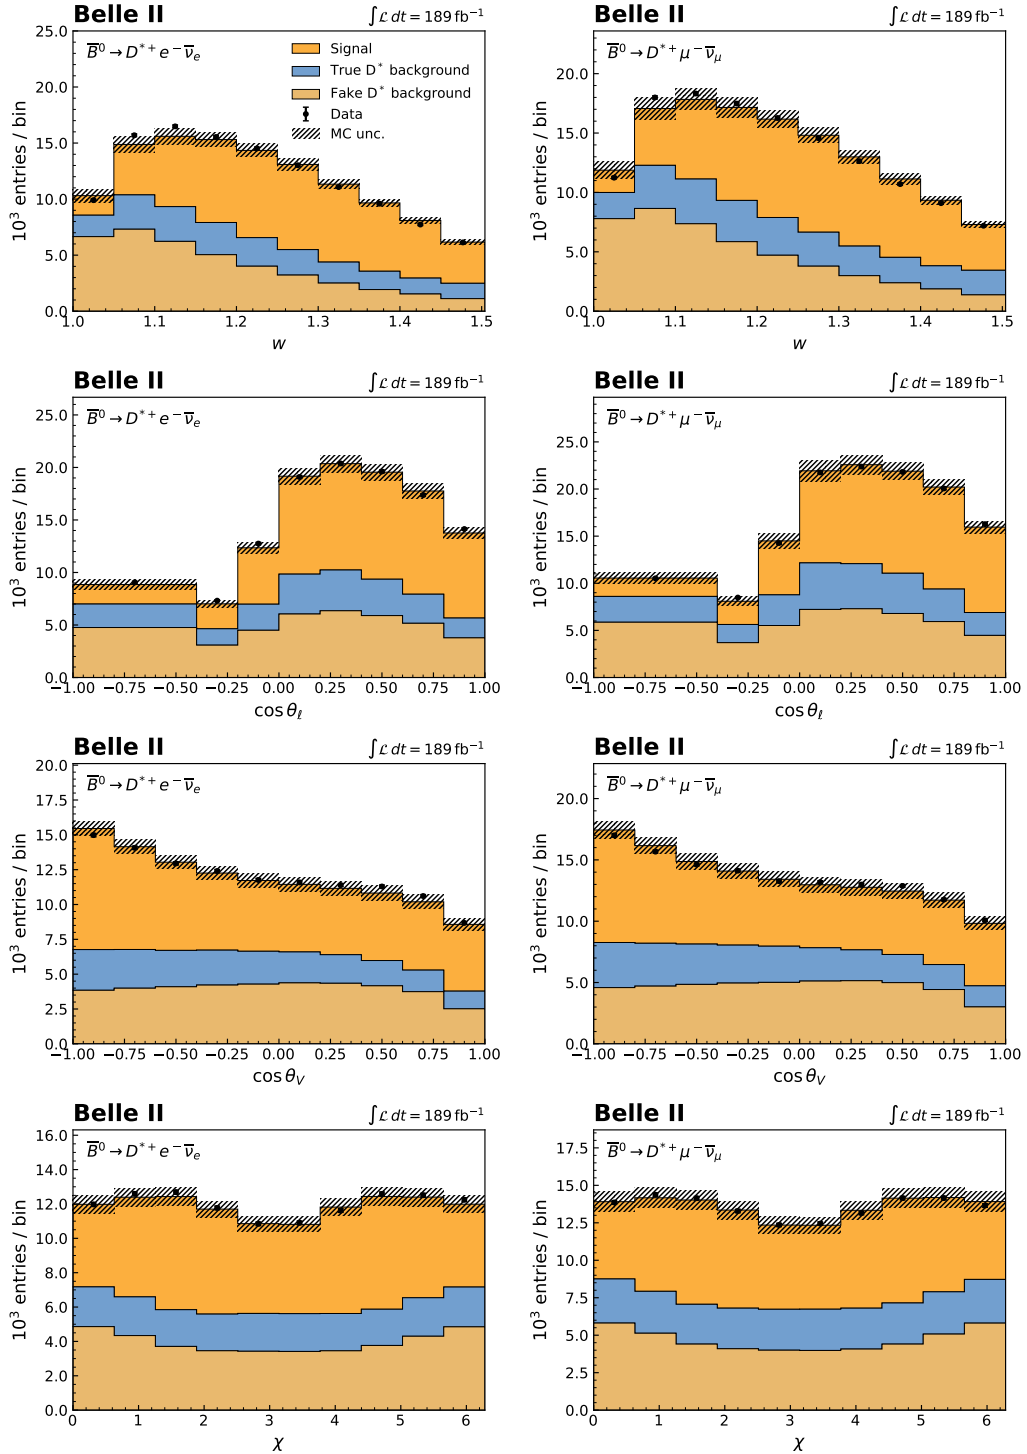 Belle II
∫ℒ dt = 189 fb⁻¹
B̅⁰ → D*⁺ e⁻ ν̅ₑ
Signal
True D* background
Fake D* background
Data
MC unc.
10³ entries / bin
25.0
20.0
15.0
10.0
5.0
0.0
1.0 1.1 1.2 1.3 1.4 1.5
w
Belle II
∫ℒ dt = 189 fb⁻¹
B̅⁰ → D*⁺ μ⁻ ν̅_μ
10³ entries / bin
20.0
15.0
10.0
5.0
0.0
1.0 1.1 1.2 1.3 1.4 1.5
w
Belle II
∫ℒ dt = 189 fb⁻¹
B̅⁰ → D*⁺ e⁻ ν̅ₑ
10³ entries / bin
25.0
20.0
15.0
10.0
5.0
0.0
−1.00 −0.75 −0.50 −0.25 0.00 0.25 0.50 0.75 1.00
cos θ_ℓ
Belle II
∫ℒ dt = 189 fb⁻¹
B̅⁰ → D*⁺ μ⁻ ν̅_μ
10³ entries / bin
25.0
20.0
15.0
10.0
5.0
0.0
−1.00 −0.75 −0.50 −0.25 0.00 0.25 0.50 0.75 1.00
cos θ_ℓ
Belle II
∫ℒ dt = 189 fb⁻¹
B̅⁰ → D*⁺ e⁻ ν̅ₑ
10³ entries / bin
20.0
17.5
15.0
12.5
10.0
7.5
5.0
2.5
0.0
−1.00 −0.75 −0.50 −0.25 0.00 0.25 0.50 0.75 1.00
cos θ_V
Belle II
∫ℒ dt = 189 fb⁻¹
B̅⁰ → D*⁺ μ⁻ ν̅_μ
10³ entries / bin
20.0
15.0
10.0
5.0
0.0
−1.00 −0.75 −0.50 −0.25 0.00 0.25 0.50 0.75 1.00
cos θ_V
Belle II
∫ℒ dt = 189 fb⁻¹
B̅⁰ → D*⁺ e⁻ ν̅ₑ
10³ entries / bin
16.0
14.0
12.0
10.0
8.0
6.0
4.0
2.0
0.0
0 1 2 3 4 5 6
χ
Belle II
∫ℒ dt = 189 fb⁻¹
B̅⁰ → D*⁺ μ⁻ ν̅_μ
10³ entries / bin
17.5
15.0
12.5
10.0
7.5
5.0
2.5
0.0
0 1 2 3 4 5 6
χ